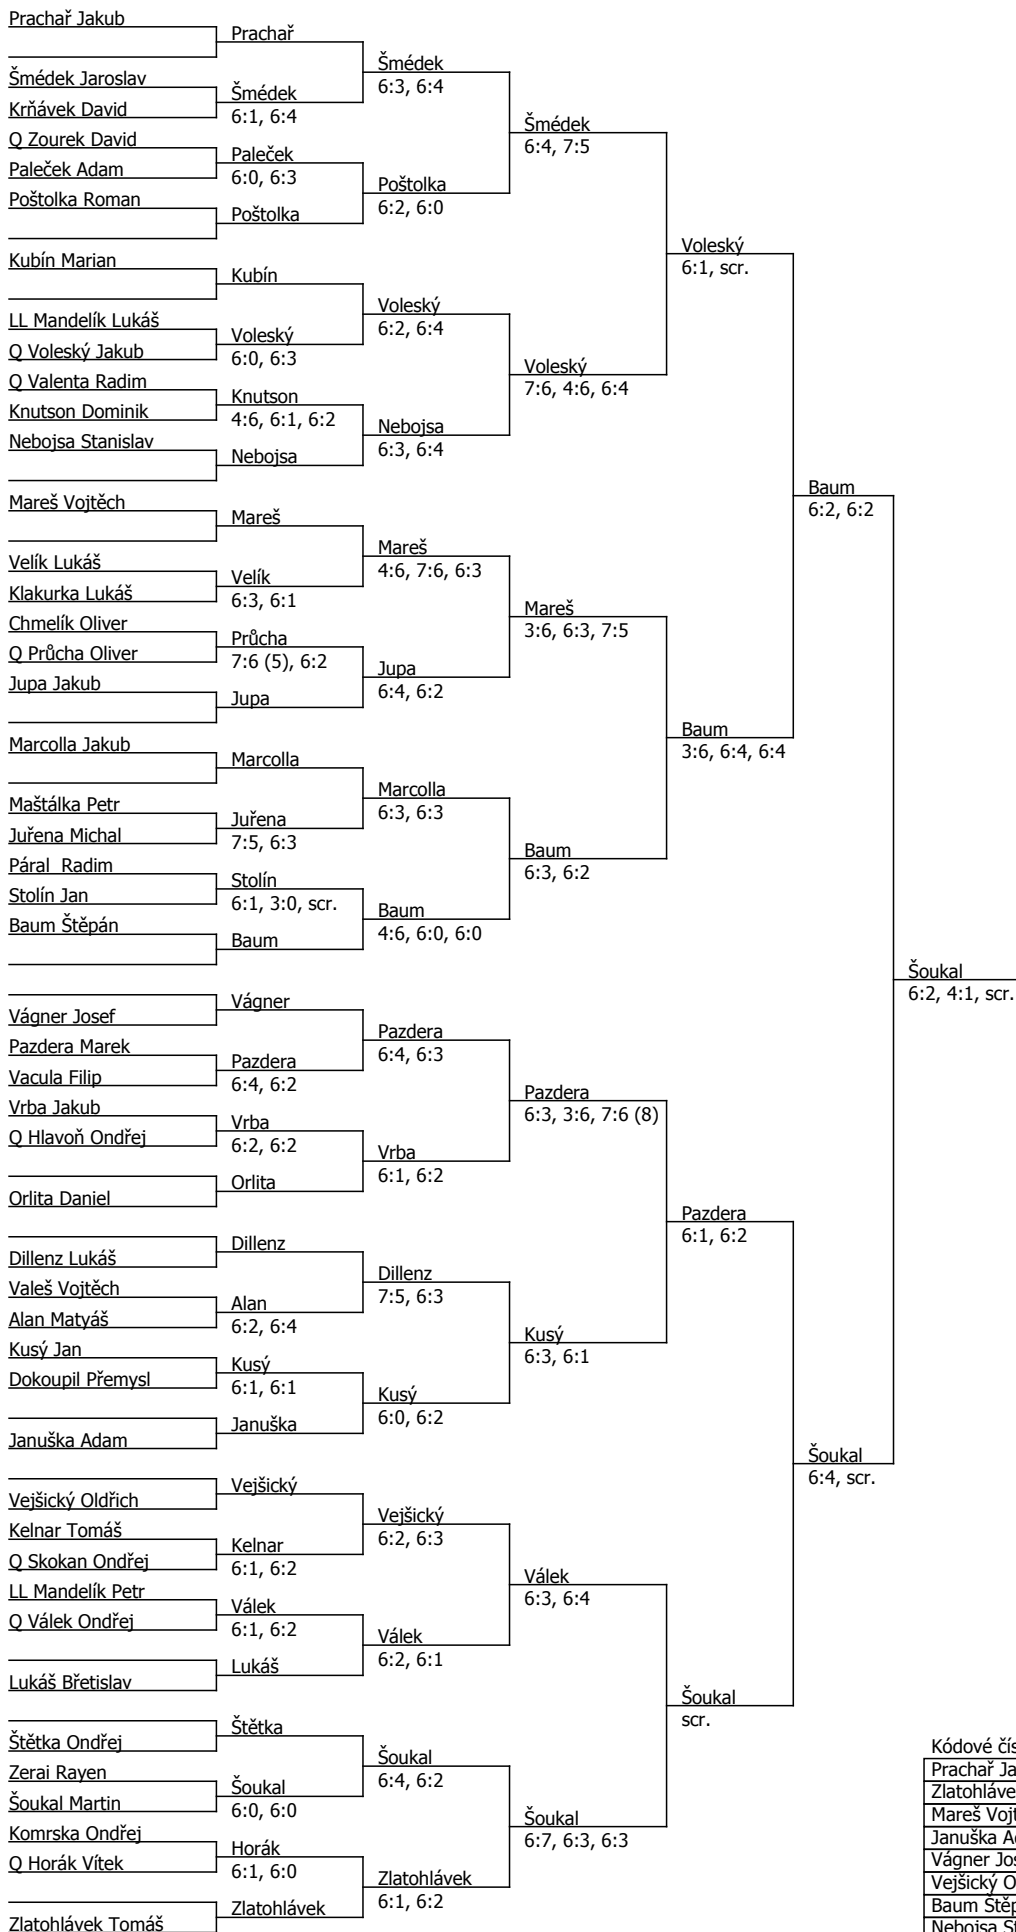 Prachař Jakub
Šmédek Jaroslav
Krňávek David
Q Zourek David
Paleček Adam
Poštolka Roman
Kubín Marian
LL Mandelík Lukáš
Q Voleský Jakub
Q Valenta Radim
Knutson Dominik
Nebojsa Stanislav
Mareš Vojtěch
Velík Lukáš
Klakurka Lukáš
Chmelík Oliver
Q Průcha Oliver
Jupa Jakub
Marcolla Jakub
Maštálka Petr
Juřena Michal
Páral  Radim
Stolín Jan
Baum Štěpán
Vágner Josef
Pazdera Marek
Vacula Filip
Vrba Jakub
Q Hlavoň Ondřej
Orlita Daniel
Dillenz Lukáš
Valeš Vojtěch
Alan Matyáš
Kusý Jan
Dokoupil Přemysl
Januška Adam
Vejšický Oldřich
Kelnar Tomáš
Q Skokan Ondřej
LL Mandelík Petr
Q Válek Ondřej
Lukáš Břetislav
Štětka Ondřej
Zerai Rayen
Šoukal Martin
Komrska Ondřej
Q Horák Vítek
Zlatohlávek Tomáš
Prachař
Šmédek
6:1, 6:4
Paleček
6:0, 6:3
Poštolka
Kubín
Voleský
6:0, 6:3
Knutson
4:6, 6:1, 6:2
Nebojsa
Mareš
Velík
6:3, 6:1
Průcha
7:6 (5), 6:2
Jupa
Marcolla
Juřena
7:5, 6:3
Stolín
6:1, 3:0, scr.
Baum
Vágner
Pazdera
6:4, 6:2
Vrba
6:2, 6:2
Orlita
Dillenz
Alan
6:2, 6:4
Kusý
6:1, 6:1
Januška
Vejšický
Kelnar
6:1, 6:2
Válek
6:1, 6:2
Lukáš
Štětka
Šoukal
6:0, 6:0
Horák
6:1, 6:0
Zlatohlávek
Šmédek
6:3, 6:4
Poštolka
6:2, 6:0
Voleský
6:2, 6:4
Nebojsa
6:3, 6:4
Mareš
4:6, 7:6, 6:3
Jupa
6:4, 6:2
Marcolla
6:3, 6:3
Baum
4:6, 6:0, 6:0
Pazdera
6:4, 6:3
Vrba
6:1, 6:2
Dillenz
7:5, 6:3
Kusý
6:0, 6:2
Vejšický
6:2, 6:3
Válek
6:2, 6:1
Šoukal
6:4, 6:2
Zlatohlávek
6:1, 6:2
Šmédek
6:4, 7:5
Voleský
7:6, 4:6, 6:4
Mareš
3:6, 6:3, 7:5
Baum
6:3, 6:2
Pazdera
6:3, 3:6, 7:6 (8)
Kusý
6:3, 6:1
Válek
6:3, 6:4
Šoukal
6:7, 6:3, 6:3
Voleský
6:1, scr.
Baum
3:6, 6:4, 6:4
Pazdera
6:1, 6:2
Šoukal
scr.
Baum
6:2, 6:2
Šoukal
6:4, scr.
Šoukal
6:2, 4:1, scr.
Kódové čís
Prachař Ja
Zlatohláve
Mareš Vojt
Januška A
Vágner Jos
Vejšický O
Baum Štěp
Nebojsa St